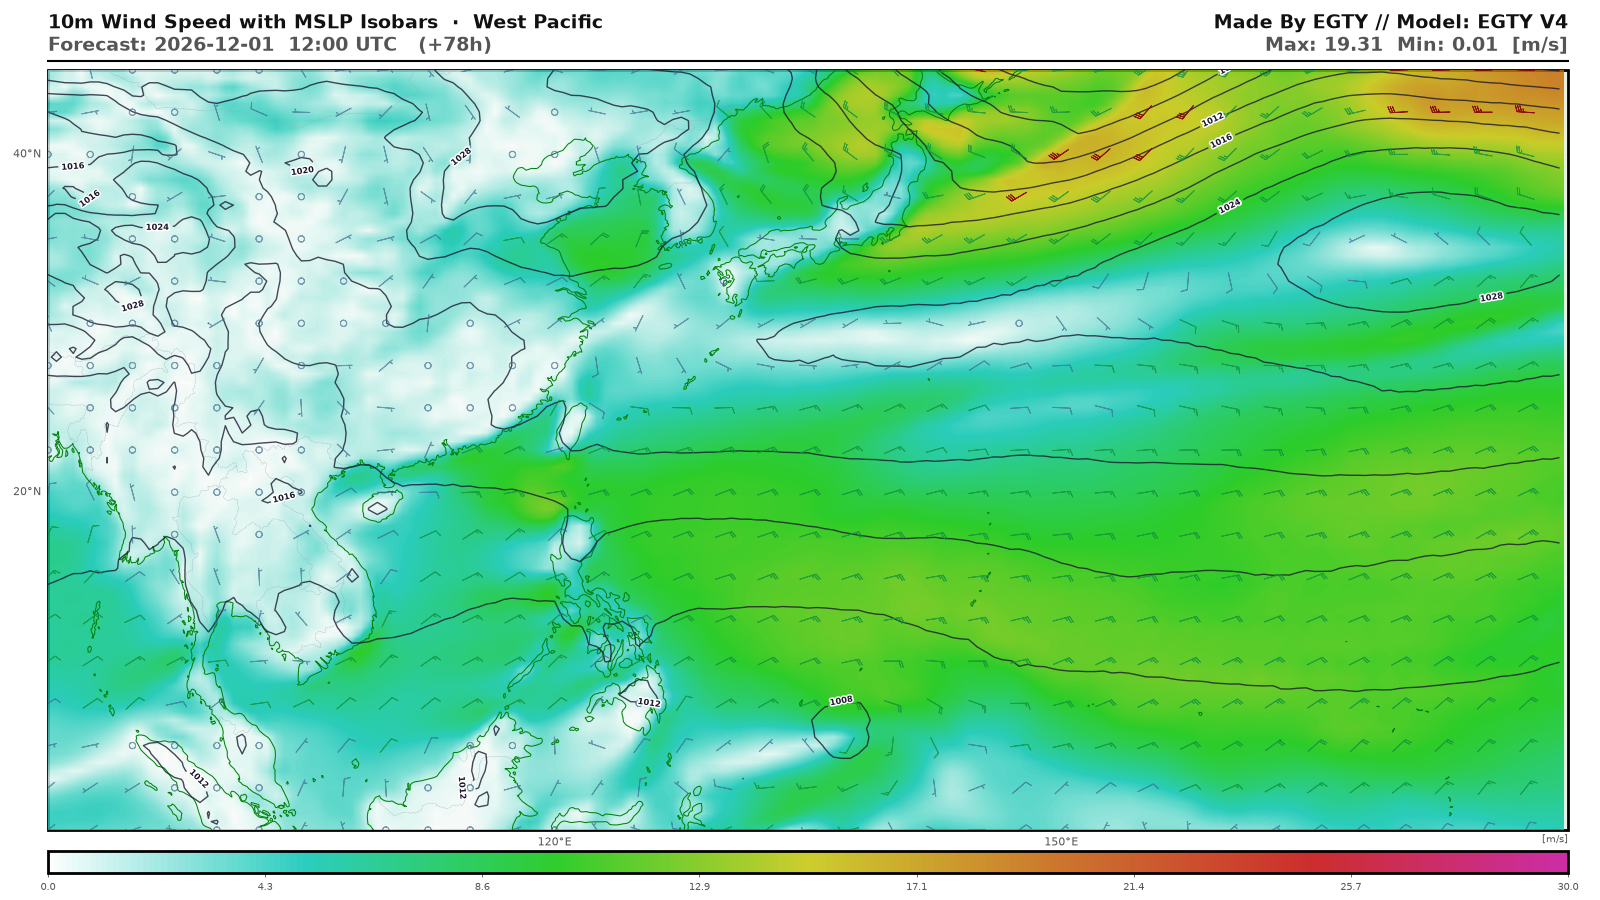 10m Wind Speed with MSLP Isobars · West Pacific
Made By EGTY // Model: EGTY V4
Forecast: 2026-12-01 12:00 UTC (+78h)
Max: 19.31 Min: 0.01 [m/s]
1012
1016
1028
40°N
1016
1020
1016
1024
1024
1028
1028
20°N
1016
1012
1008
1012
1012
120°E
150°E
[m/s]
0.0 4.3 8.6 12.9 17.1 21.4 25.7 30.0